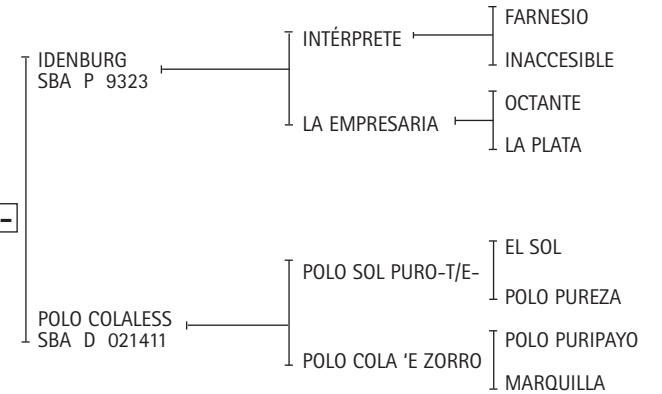 FARNESIO
INTÉRPRETE
INACCESIBLE
IDENBURG
SBA P 9323
OCTANTE
LA EMPRESARIA
LA PLATA
-
EL SOL
POLO SOL PURO-T/E-
POLO PUREZA
POLO COLALESS
SBA D 021411
POLO PURIPAYO
POLO COLA 'E ZORRO
MARQUILLA